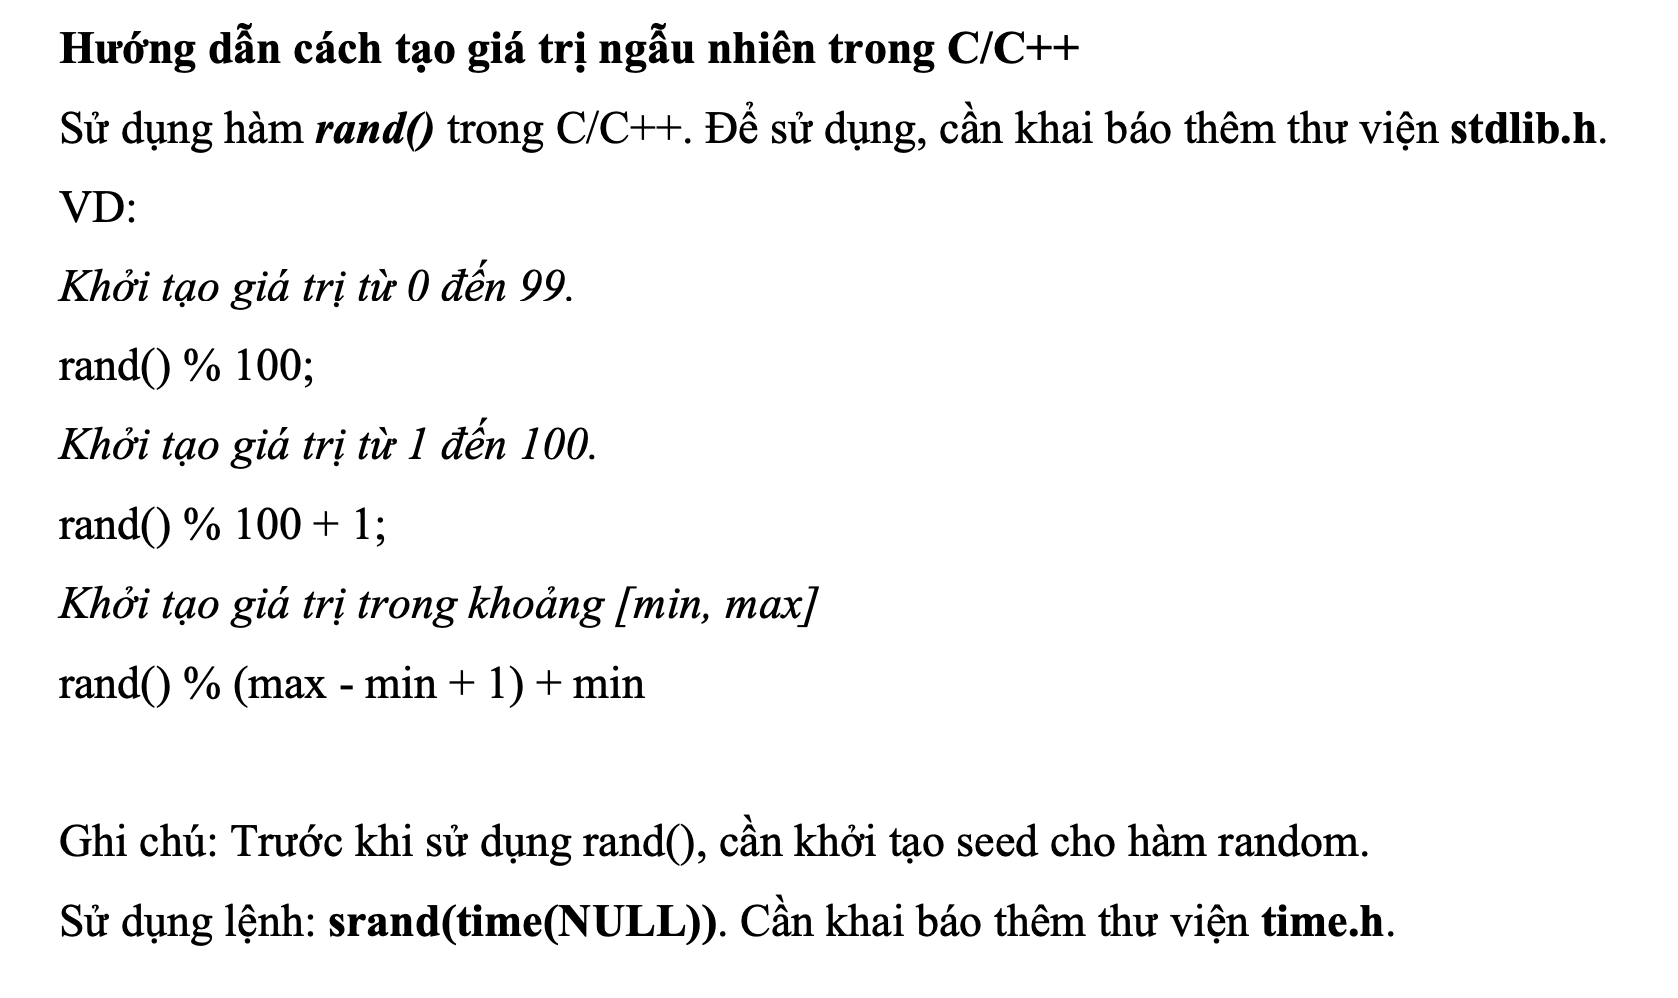 Hướng dẫn cách tạo giá trị ngẫu nhiên trong C/C++
Sử dụng hàm rand() trong C/C++. Để sử dụng, cần khai báo thêm thư viện stdlib.h.
VD:
Khởi tạo giá trị từ 0 đến 99.
rand() % 100;
Khởi tạo giá trị từ 1 đến 100.
rand() % 100 + 1;
Khởi tạo giá trị trong khoảng [min, max]
rand() % (max - min + 1) + min
Ghi chú: Trước khi sử dụng rand(), cần khởi tạo seed cho hàm random.
Sử dụng lệnh: srand(time(NULL)). Cần khai báo thêm thư viện time.h.